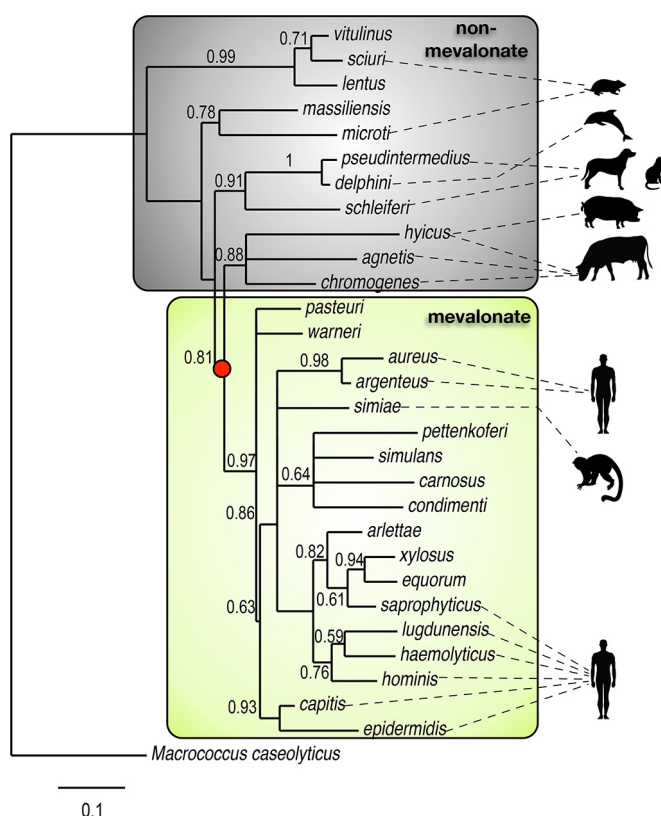 non-
mevalonate
vitulinus
0.71
sciuri
0.99
lentus
massiliensis
0.78
microti
pseudintermedius
1
delphini
0.91
schleiferi
hyicus
0.88
agnetis
chromogenes
pasteuri
mevalonate
warneri
0.81
aureus
0.98
argenteus
simiae
pettenkoferi
simulans
0.97
0.64
carnosus
condimenti
0.86
arlettae
0.82
xylosus
0.94
equorum
0.61
saprophyticus
0.63
lugdunensis
0.59
haemolyticus
0.76
hominis
capitis
0.93
epidermidis
Macrococcus caseolyticus
0.1